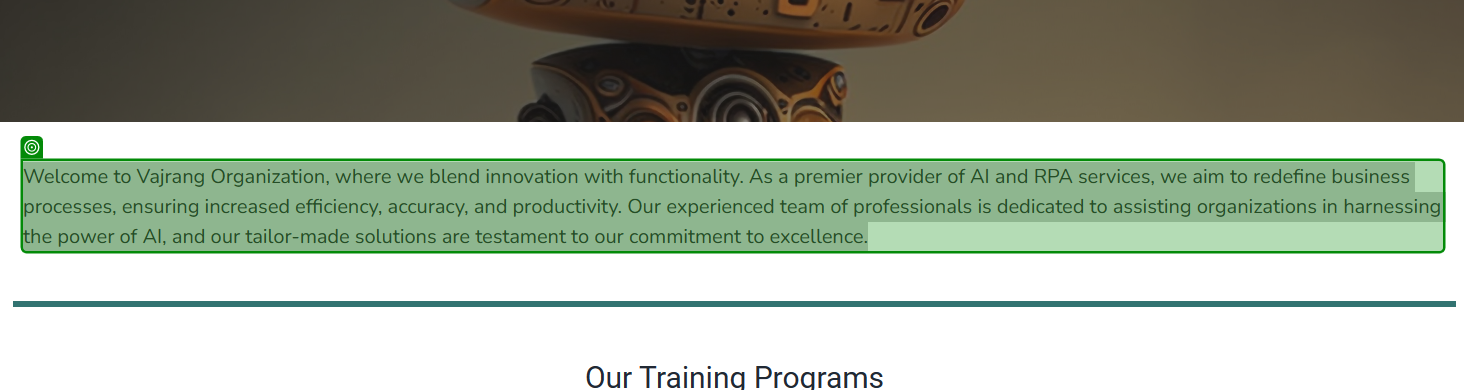 Welcome to Vajrang Organization, where we blend innovation with functionality. As a premier provider of AI and RPA services, we aim to redefine business
processes, ensuring increased efficiency, accuracy, and productivity. Our experienced team of professionals is dedicated to assisting organizations in harnessing
the power of AI, and our tailor-made solutions are testament to our commitment to excellence.
Our Training Programs